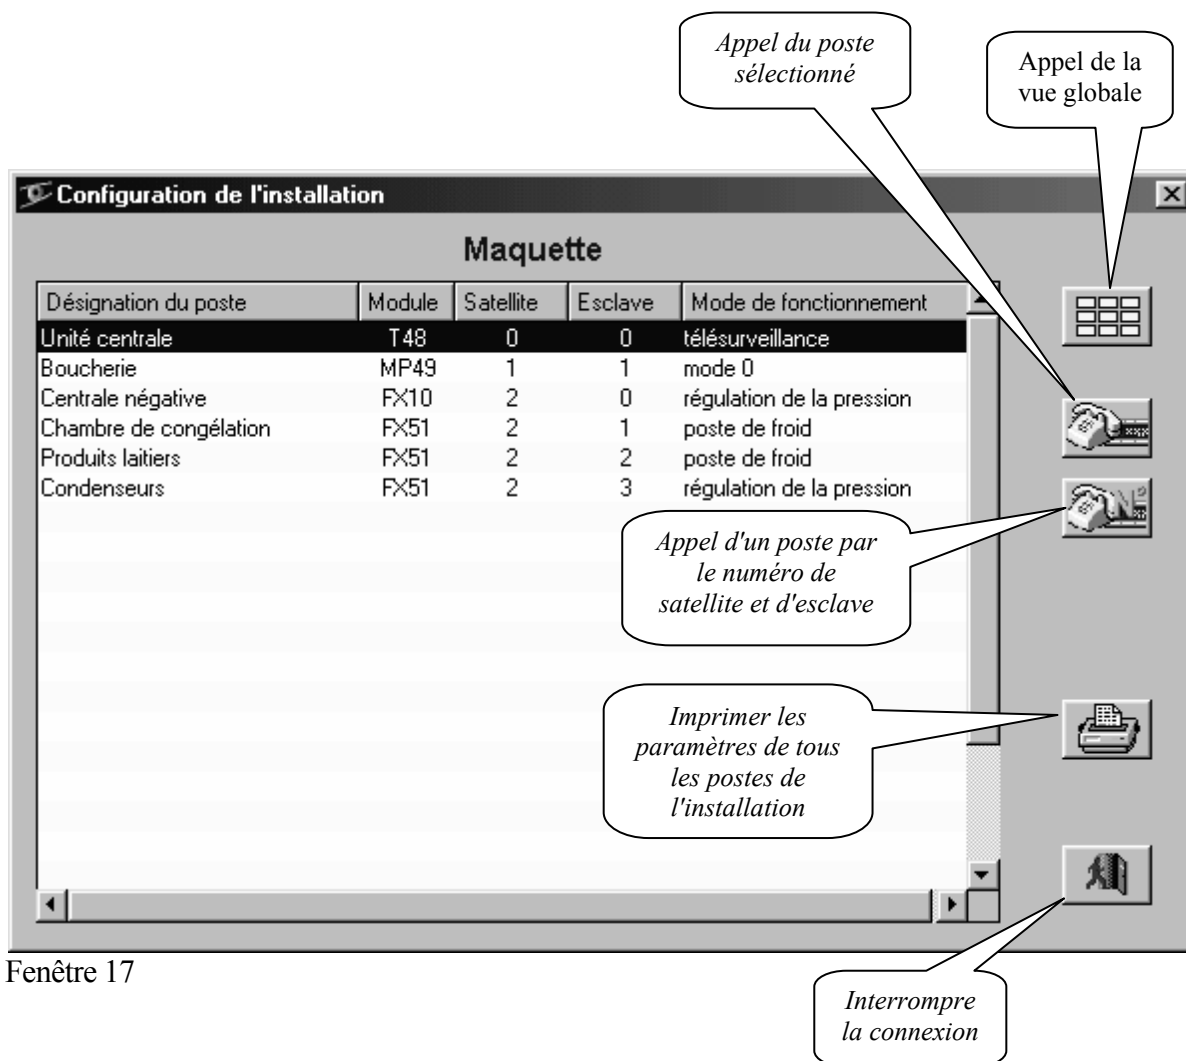 Appel du poste
sélectionné
Appel de la
vue globale
Configuration de l'installation
Maquette
Désignation du poste Module Satellite Esclave Mode de fonctionnement
Unité centrale T48 0 0 télésurveillance
Boucherie MP49 1 1 mode 0
Centrale négative FX10 2 0 régulation de la pression
Chambre de congélation FX51 2 1 poste de froid
Produits laitiers FX51 2 2 poste de froid
Condenseurs FX51 2 3 régulation de la pression
Appel d'un poste par
le numéro de
satellite et d'esclave
Imprimer les
paramètres de tous
les postes de
l'installation
Fenêtre 17
Interrompre
la connexion